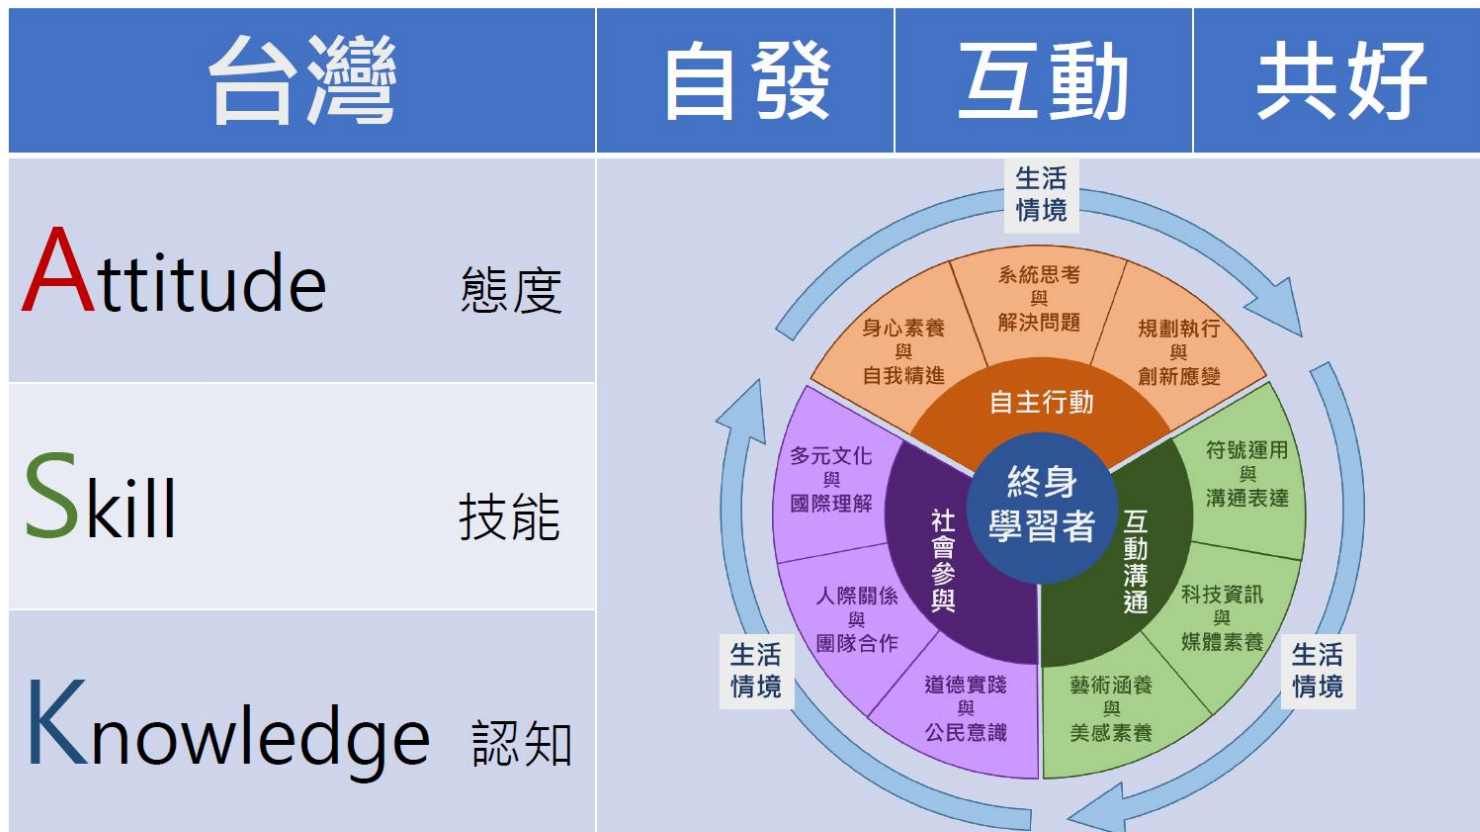 台灣
自發
互動
共好
Attitude 態度
Skill 技能
Knowledge 認知
生活
情境
系統思考
與
解決問題
身心素養
與
自我精進
規劃執行
與
創新應變
自主行動
終身
學習者
符號運用
與
溝通表達
科技資訊
與
媒體素養
藝術涵養
與
美感素養
互動溝通
多元文化
與
國際理解
人際關係
與
團隊合作
道德實踐
與
公民意識
社會參與
生活
情境
生活
情境